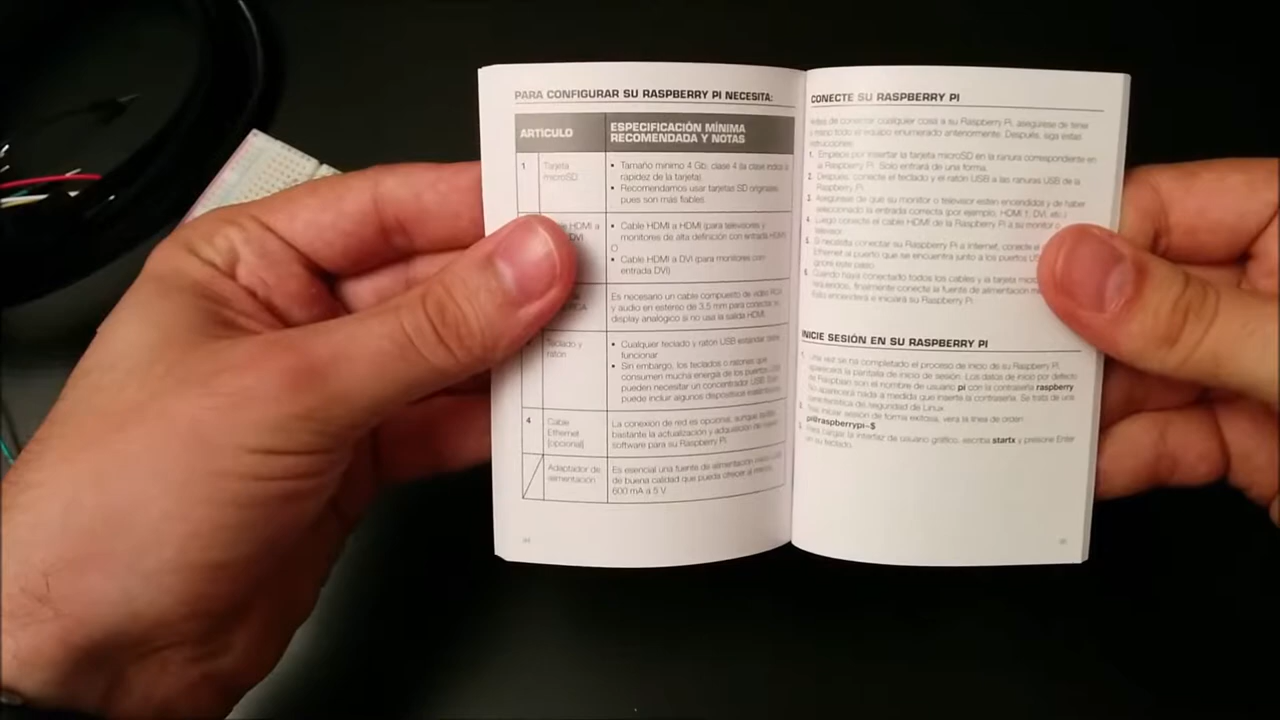 PARA CONFIGURAR SU RASPBERRY PI NECESITA:
ARTÍCULO
ESPECIFICACIÓN MÍNIMA
RECOMENDADA Y NOTAS
1
Tarjeta
microSD
• Tamaño mínimo 4 Gb; clase 4 (la clase indica la
rapidez de la tarjeta)
• Recomendamos usar tarjetas SD originales
pues son más fiables.
HDMI a
DVI
• Cable HDMI a HDMI (para televisores y
monitores de alta definición con entrada HDMI)
O
• Cable HDMI a DVI (para monitores con
entrada DVI)
RCA
Es necesario un cable compuesto de vídeo RCA
y audio en estéreo de 3,5 mm para conectar su
display analógico si no usa la salida HDMI.
Teclado y
ratón
• Cualquier teclado y ratón USB estándar debe
funcionar
• Sin embargo, los teclados o ratones que
consumen mucha energía de los puertos USB
pueden necesitar un concentrador USB. Esto
puede incluir algunos dispositivos inalámbricos
4
Cable
Ethernet
[opcional]
La conexión de red es opcional, aunque facilita
bastante la actualización y adquisición de nuevo
software para su Raspberry Pi.
Adaptador de
alimentación
Es esencial una fuente de alimentación USB
de buena calidad que pueda ofrecer al menos
600 mA a 5 V
CONECTE SU RASPBERRY PI
Antes de conectar cualquier cosa a su Raspberry Pi, asegúrese de tener
a mano todo el equipo enumerado anteriormente. Después, siga estas
instrucciones:
1. Empiece por insertar la tarjeta microSD en la ranura correspondiente en
la Raspberry Pi. Solo entrará de una forma.
2. Después, conecte el teclado y el ratón USB a las ranuras USB de la
Raspberry Pi.
3. Asegúrese de que su monitor o televisor están encendidos y de haber
seleccionado la entrada correcta (por ejemplo, HDMI 1, DVI, etc.)
4. Luego conecte el cable HDMI de la Raspberry Pi a su monitor o
televisor.
5. Si necesita conectar su Raspberry Pi a Internet, conecte el
Ethernet al puerto que se encuentra junto a los puertos USB
ignore este paso.
6. Cuando haya conectado todos los cables y la tarjeta
finalmente conecte la fuente de alimentación
Esto encenderá e iniciará su Raspberry Pi.
INICIE SESIÓN EN SU RASPBERRY PI
1. Una vez se ha completado el proceso de inicio de su Raspberry Pi,
aparecerá la pantalla de inicio de sesión. Los datos de inicio por defecto
de Raspbian son el nombre de usuario pi con la contraseña raspberry
No aparecerá nada a medida que inserte la contraseña. Se trata de una
característica de seguridad de Linux.
2. Tras iniciar sesión de forma exitosa, verá la línea de orden
pi@raspberrypi~$
3. Para cargar la interfaz de usuario gráfico, escriba startx y presione Enter
en su teclado.